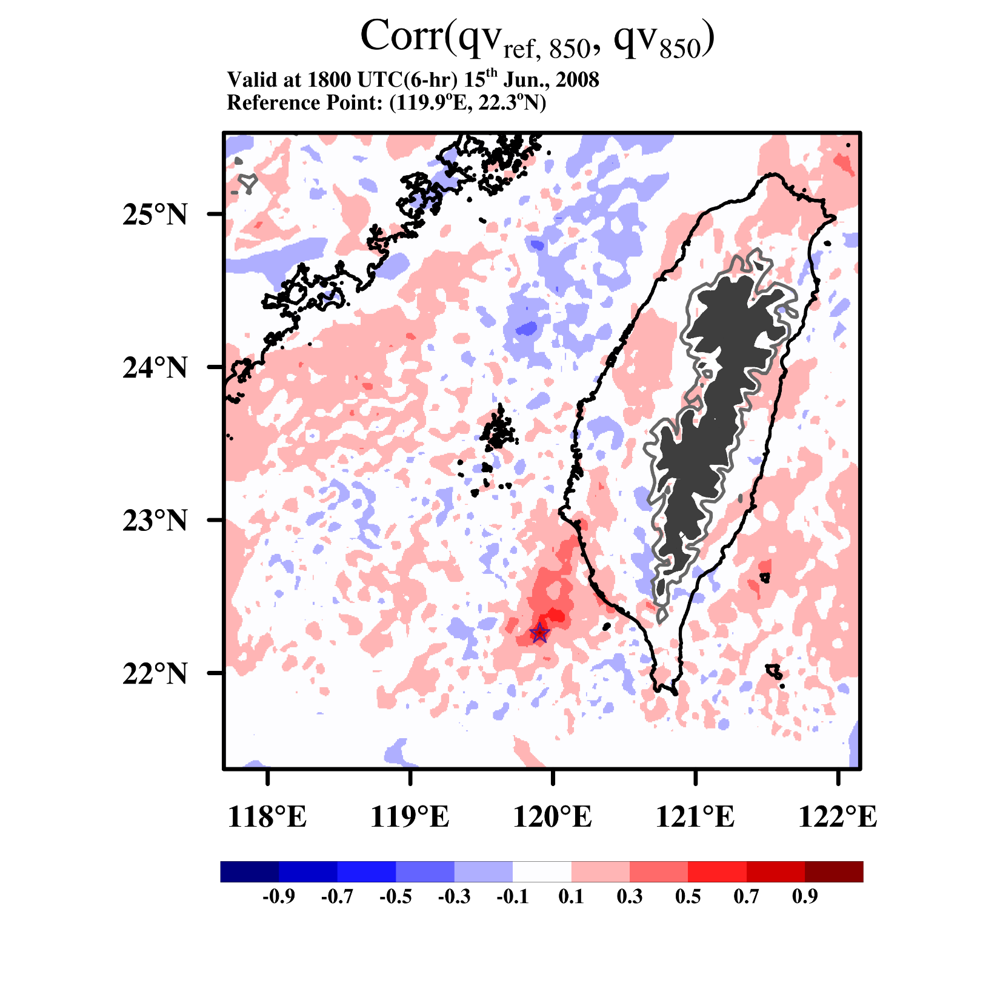 Corr(qv_ref, 850, qv_850)
Valid at 1800 UTC(6-hr) 15th Jun., 2008
Reference Point: (119.9°E, 22.3°N)
25°N
24°N
23°N
22°N
118°E 119°E 120°E 121°E 122°E
-0.9 -0.7 -0.5 -0.3 -0.1 0.1 0.3 0.5 0.7 0.9